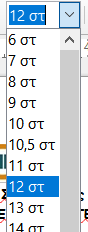 12 στ
6 στ
7 στ
8 στ
9 στ
10 στ
10,5 στ
11 στ
12 στ
13 στ
14 στ